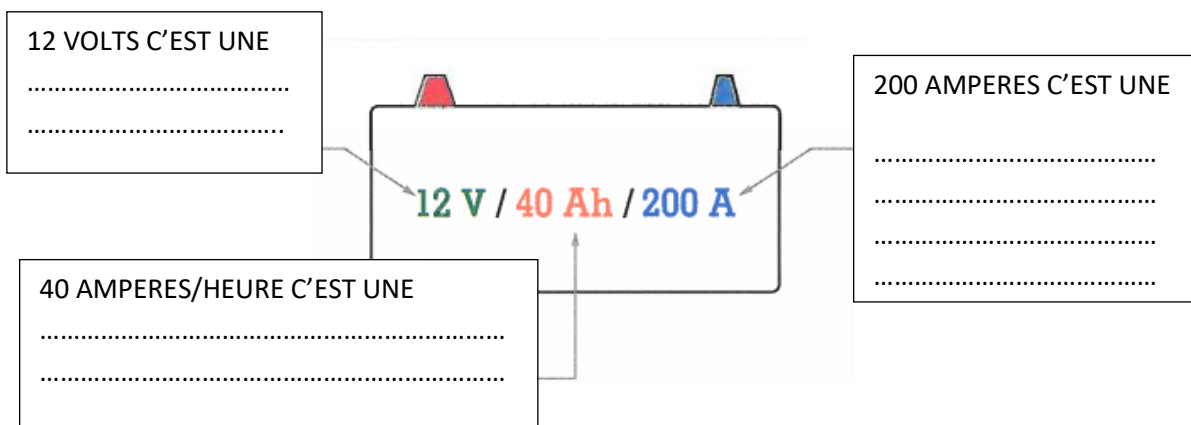 12 VOLTS C’EST UNE
…………………………………
………………………………..
200 AMPERES C’EST UNE
……………………………………
……………………………………
……………………………………
……………………………………
12 V / 40 Ah / 200 A
40 AMPERES/HEURE C’EST UNE
……………………………………………………………
……………………………………………………………